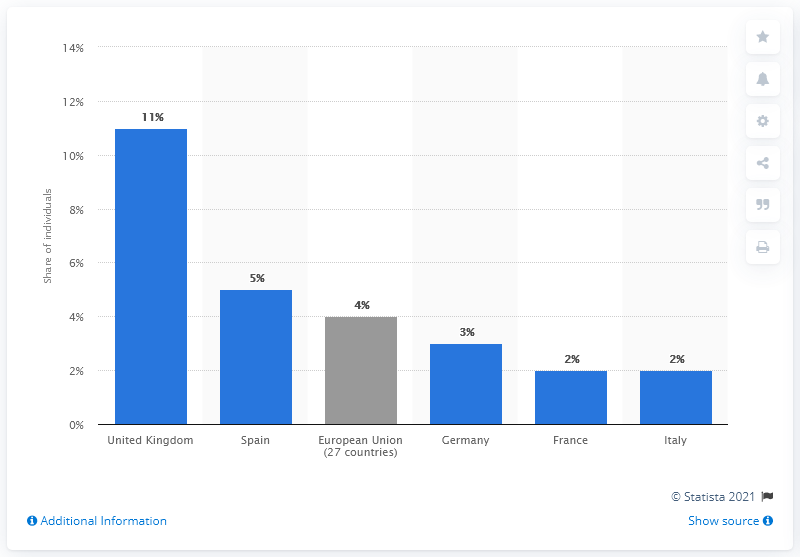 14%
12%
10%
8%
6%
4%
2%
0%
Share of individuals
11%
5%
4%
3%
2%
2%
United Kingdom
Spain
European Union
(27 countries)
Germany
France
Italy
© Statista 2021
Additional Information
Show source